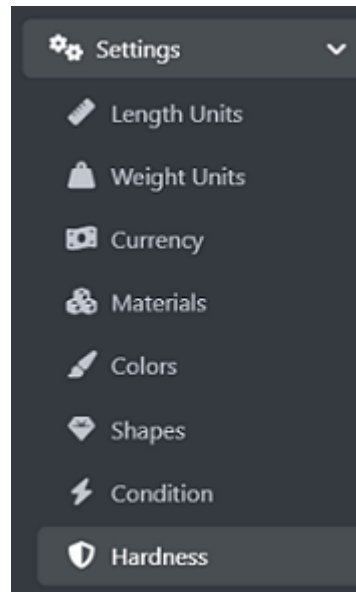 Settings
Length Units
Weight Units
Currency
Materials
Colors
Shapes
Condition
Hardness